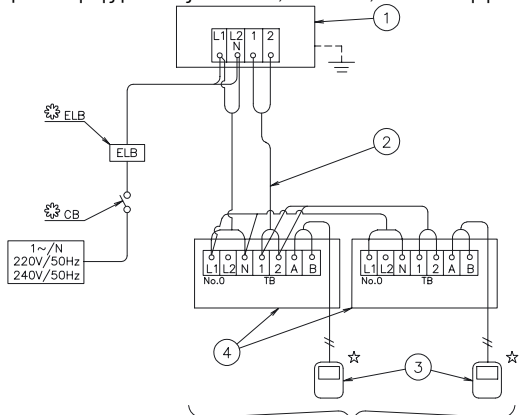 1
L1 L2 1 2
N
ELB
ELB
2
CB
1~/N
220V/50Hz
240V/50Hz
L1 L2 N 1 2 A B
No.0 TB
L1 L2 N 1 2 A B
No.0 TB
4
3